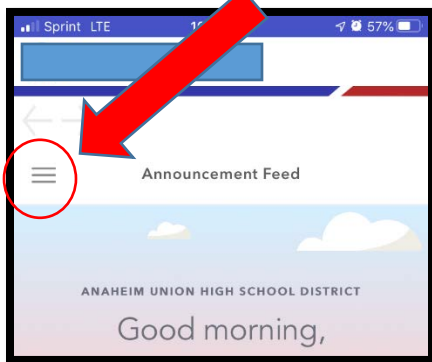 Sprint LTE 57%
Announcement Feed
ANAHEIM UNION HIGH SCHOOL DISTRICT
Good morning,